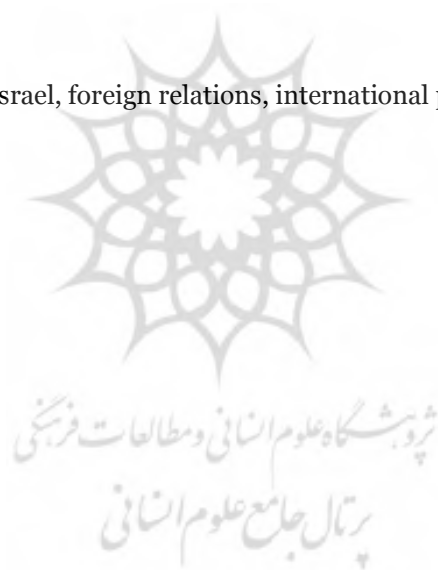 srael, foreign relations, international p
پژوهشگاه علوم انسانی و مطالعات فرهنگی
پرتال جامع علوم انسانی